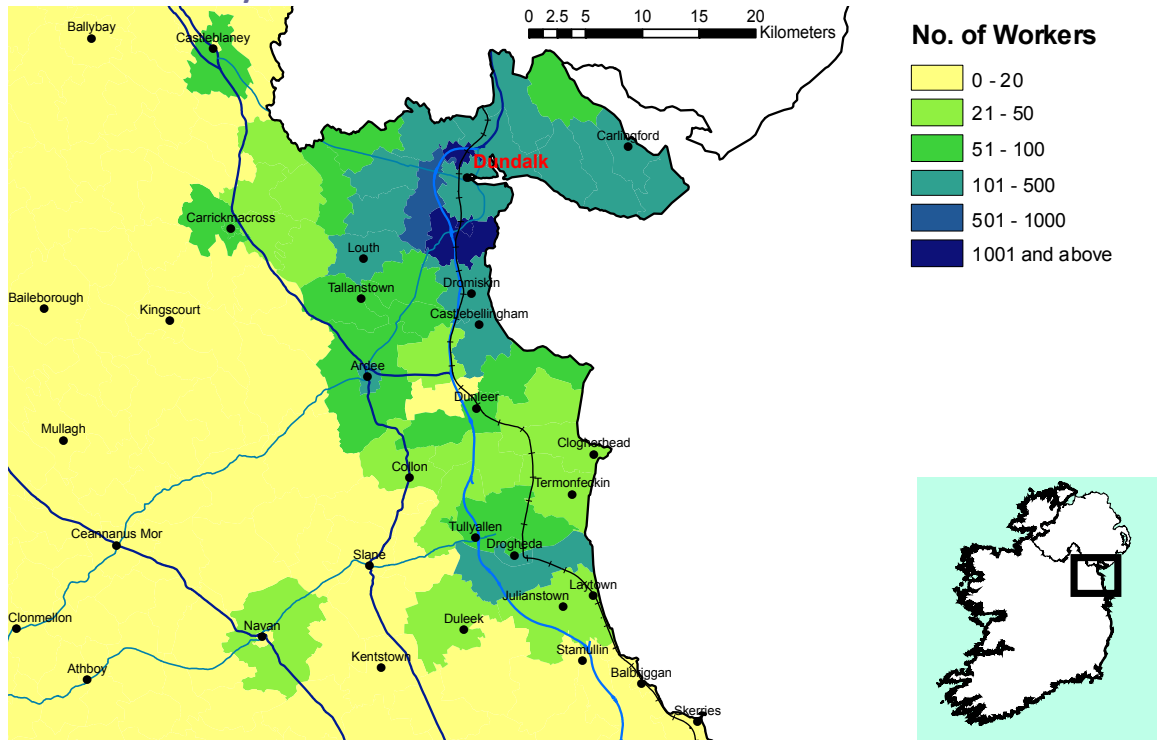 0 2.5 5 10 15 20
Kilometers
No. of Workers
0 - 20
21 - 50
51 - 100
101 - 500
501 - 1000
1001 and above
Ballybay
Castleblaney
Carlingford
Dundalk
Carrickmacross
Louth
Tallanstown
Dromiskin
Baileborough
Kingscourt
Castlebellingham
Ardee
Dunleer
Mullagh
Clogherhead
Collon
Termonfeckin
Ceannanus Mor
Tullyallen
Drogheda
Slane
Laytown
Julianstown
Clonmellon
Navan
Duleek
Athboy
Kentstown
Stamullin
Balbriggan
Skerries